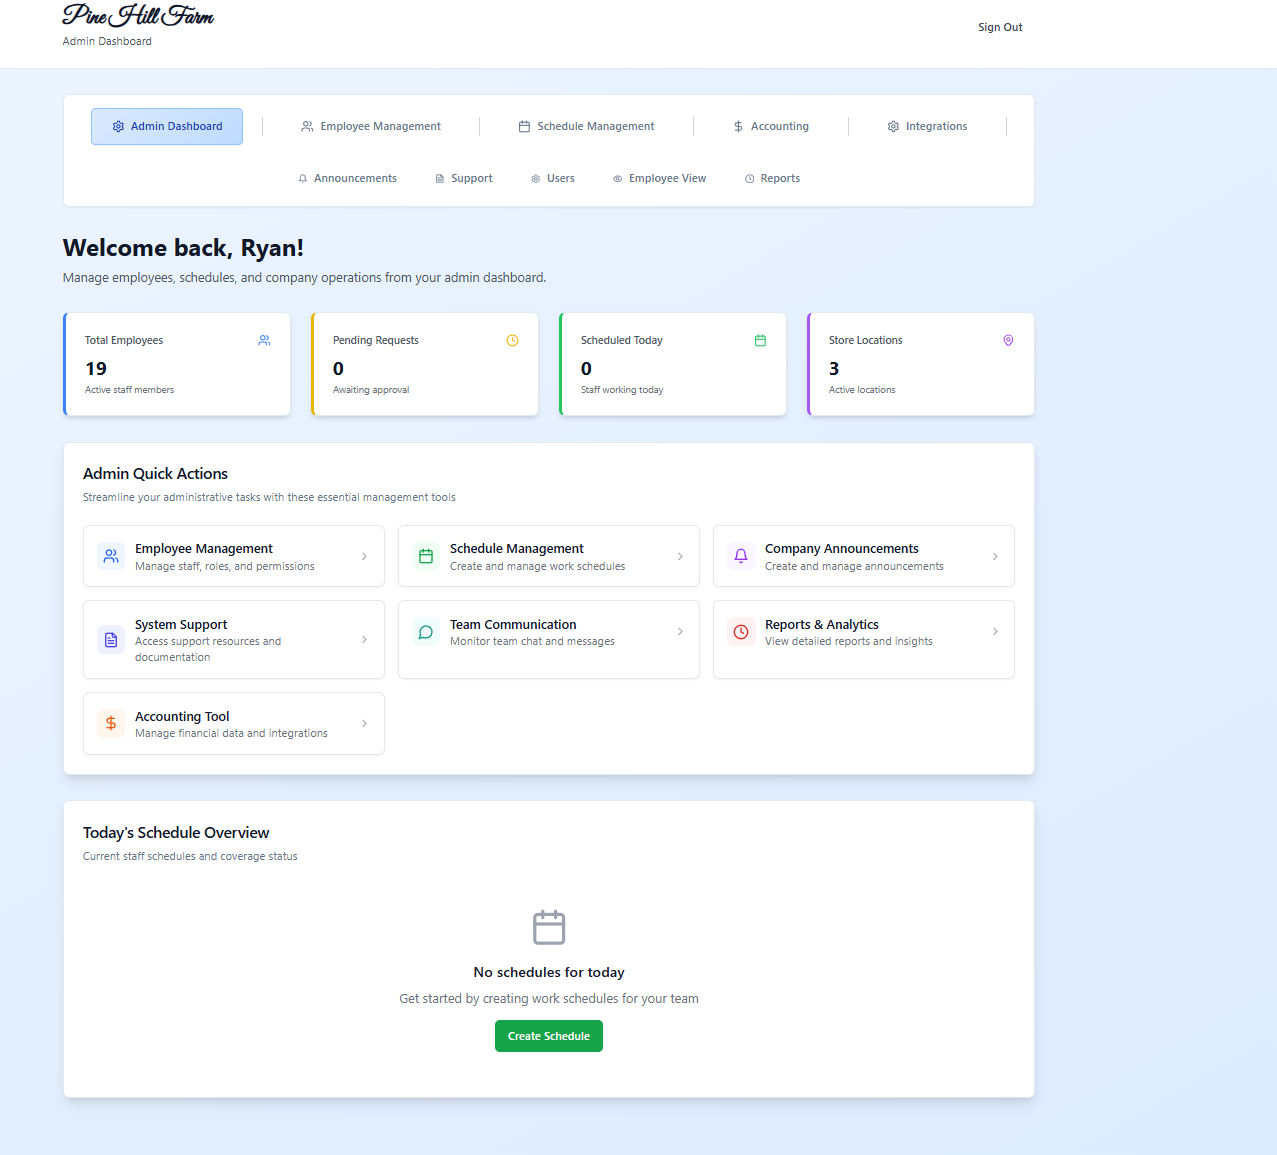 Pine Hill Farm
Admin Dashboard
Sign Out
Admin Dashboard
Employee Management
Schedule Management
Accounting
Integrations
Announcements
Support
Users
Employee View
Reports
Welcome back, Ryan!
Manage employees, schedules, and company operations from your admin dashboard.
Total Employees
19
Active staff members
Pending Requests
0
Awaiting approval
Scheduled Today
0
Staff working today
Store Locations
3
Active locations
Admin Quick Actions
Streamline your administrative tasks with these essential management tools
Employee Management
Manage staff, roles, and permissions
Schedule Management
Create and manage work schedules
Company Announcements
Create and manage announcements
System Support
Access support resources and
documentation
Team Communication
Monitor team chat and messages
Reports & Analytics
View detailed reports and insights
Accounting Tool
Manage financial data and integrations
Today's Schedule Overview
Current staff schedules and coverage status
No schedules for today
Get started by creating work schedules for your team
Create Schedule